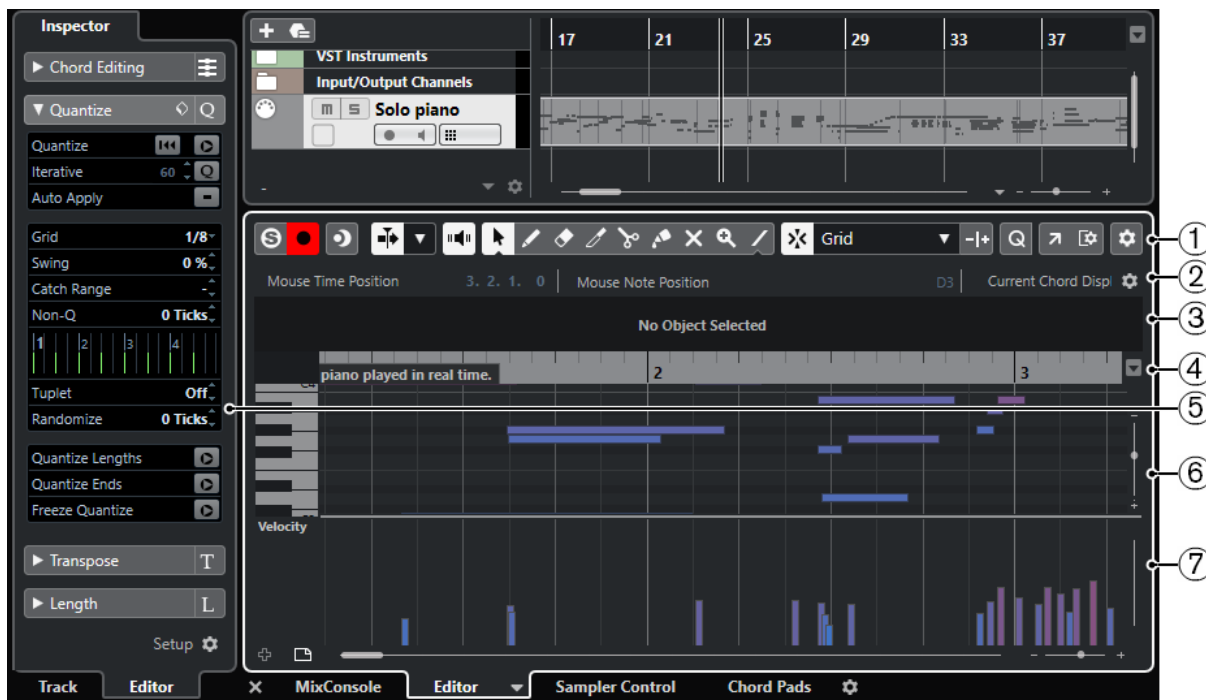 Inspector
Chord Editing
Quantize Q
Quantize
Iterative 60 Q
Auto Apply
Grid 1/8
Swing 0 %
Catch Range -
Non-Q 0 Ticks
1 2 3 4
Tuplet Off
Randomize 0 Ticks
Quantize Lengths
Quantize Ends
Freeze Quantize
Transpose T
Length L
Setup
Track Editor
17 21 25 29 33 37
VST Instruments
Input/Output Channels
m S Solo piano
-
S Grid Q
Mouse Time Position 3. 2. 1. 0 Mouse Note Position D3 Current Chord Displ
No Object Selected
piano played in real time. 2 3
C4
Velocity
MixConsole Editor Sampler Control Chord Pads
1
2
3
4
5
6
7